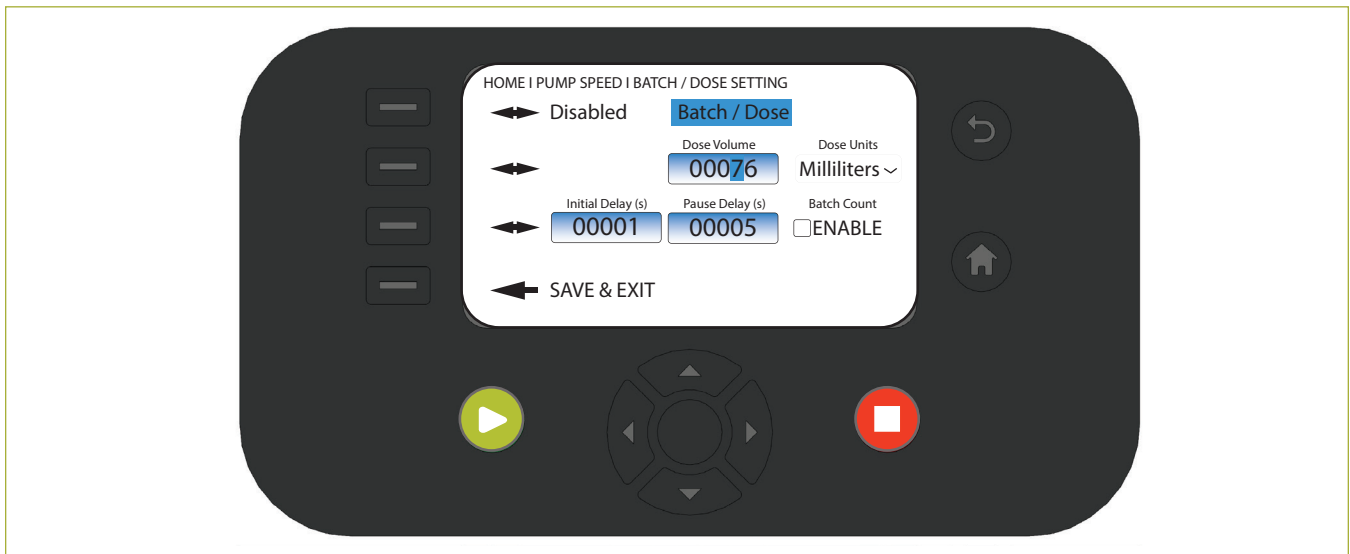 HOME I PUMP SPEED I BATCH / DOSE SETTING
Disabled Batch / Dose
Dose Volume Dose Units
00076 Milliliters
Initial Delay (s) Pause Delay (s) Batch Count
00001 00005 ENABLE
SAVE & EXIT